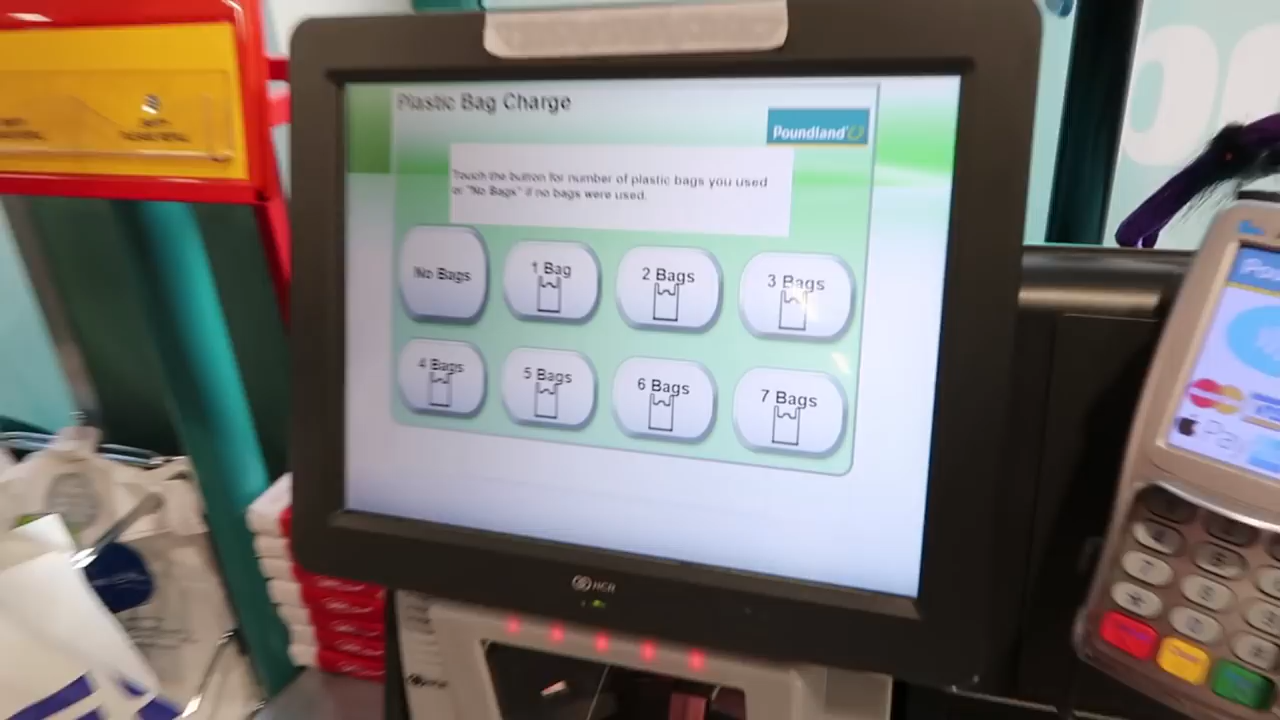 Plastic Bag Charge
Poundland
Touch the button for number of plastic bags you used
or "No Bags" if no bags were used.
No Bags
1 Bag
2 Bags
3 Bags
4 Bags
5 Bags
6 Bags
7 Bags
NCR
Pay